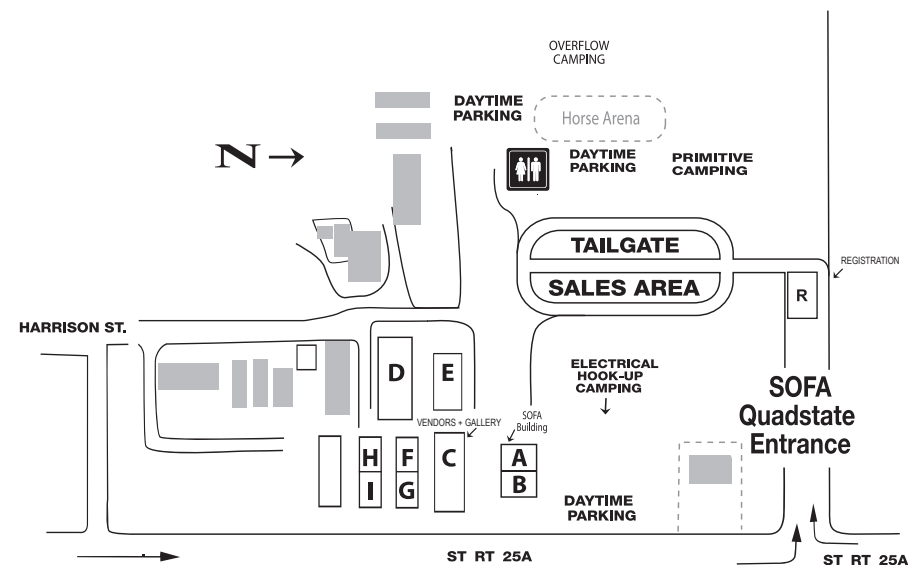 OVERFLOW
CAMPING
DAYTIME
PARKING
Horse Arena
N
DAYTIME
PARKING
PRIMITIVE
CAMPING
TAILGATE
SALES AREA
REGISTRATION
R
HARRISON ST.
D
E
ELECTRICAL
HOOK-UP
CAMPING
SOFA
Quadstate
Entrance
VENDORS + GALLERY
SOFA
Building
H
F
C
A
I
G
B
DAYTIME
PARKING
ST RT 25A
ST RT 25A